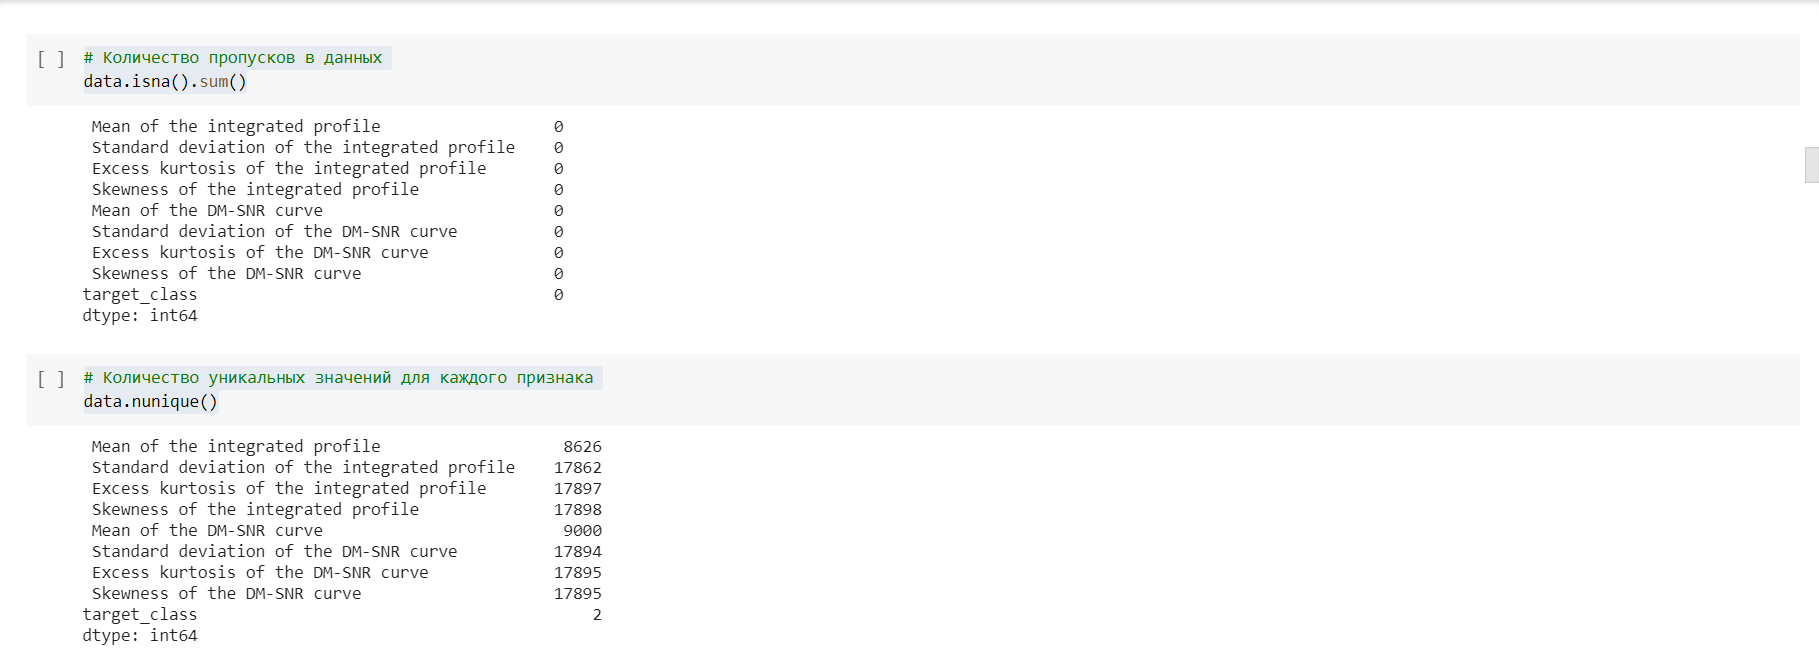 [ ] # Количество пропусков в данных
data.isna().sum()
Mean of the integrated profile 0
Standard deviation of the integrated profile 0
Excess kurtosis of the integrated profile 0
Skewness of the integrated profile 0
Mean of the DM-SNR curve 0
Standard deviation of the DM-SNR curve 0
Excess kurtosis of the DM-SNR curve 0
Skewness of the DM-SNR curve 0
target_class 0
dtype: int64
[ ] # Количество уникальных значений для каждого признака
data.nunique()
Mean of the integrated profile 8626
Standard deviation of the integrated profile 17862
Excess kurtosis of the integrated profile 17897
Skewness of the integrated profile 17898
Mean of the DM-SNR curve 9000
Standard deviation of the DM-SNR curve 17894
Excess kurtosis of the DM-SNR curve 17895
Skewness of the DM-SNR curve 17895
target_class 2
dtype: int64